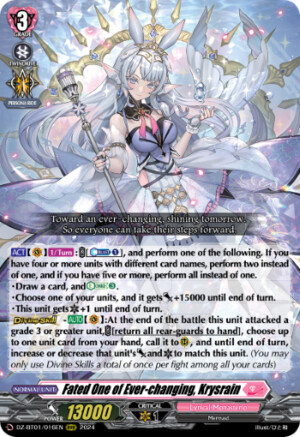 3
GRADE
TWIN DRIVE
PERSONA RIDE
Toward an ever-changing, shining tomorrow.
So everyone can take their steps forward
ACT 1/Turn : , and perform one of the following. If you
have four or more units with different card names, perform two instead
of one, and if you have five or more, perform all instead of one.
・Draw a card, and
・Choose one of your units, and it gets +15000 until end of turn.
・This unit gets +1 until end of turn.
AUTO : At the end of the battle this unit attacked a
grade 3 or greater unit, [return all rear-guards to hand], choose up
to one unit card from your hand, call it to , and until end of turn,
increase or decrease that unit's and to match this. (You may
only use Divine Skills a total of once per fight among all your cards)
NORMAL UNIT
Fated One of Ever-changing, Krysrain
POWER
13000
CRITICAL
1
Lyrical Monasterio
Mermaid
D-BT01/016EN
2024